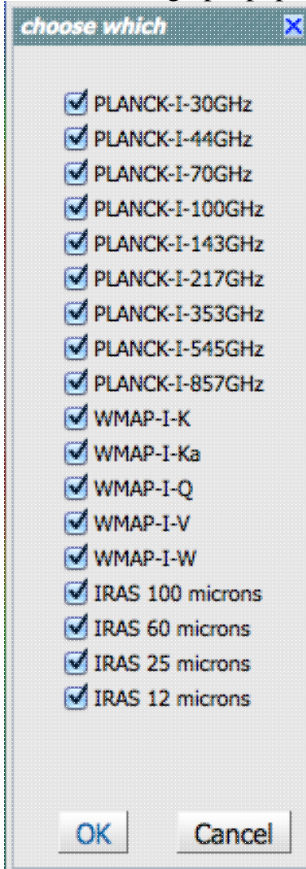 choose which
PLANCK-I-30GHz
PLANCK-I-44GHz
PLANCK-I-70GHz
PLANCK-I-100GHz
PLANCK-I-143GHz
PLANCK-I-217GHz
PLANCK-I-353GHz
PLANCK-I-545GHz
PLANCK-I-857GHz
WMAP-I-K
WMAP-I-Ka
WMAP-I-Q
WMAP-I-V
WMAP-I-W
IRAS 100 microns
IRAS 60 microns
IRAS 25 microns
IRAS 12 microns
OK Cancel